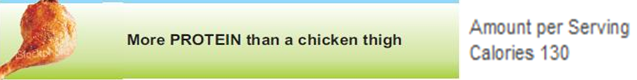 More PROTEIN than a chicken thigh
Amount per Serving
Calories 130